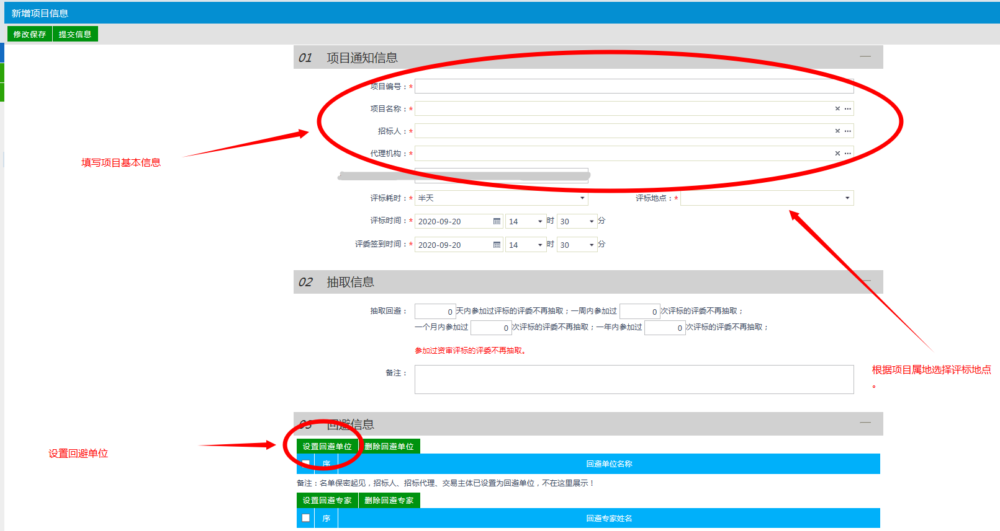 新增项目信息
修改保存 提交信息
01 项目通知信息
项目编号：*
项目名称：*
招标人：*
代理机构：*
填写项目基本信息
评标耗时：* 半天 评标地点：*
评标时间：* 2020-09-20 14 时 30 分
评委签到时间：* 2020-09-20 14 时 30 分
02 抽取信息
抽取回避： 0 天内参加过评标的评委不再抽取；一周内参加过 0 次评标的评委不再抽取；
一个月内参加过 0 次评标的评委不再抽取；一年内参加过 0 次评标的评委不再抽取；
参加过资审评标的评委不再抽取。
备注：
根据项目属地选择评标地点
。
03 回避信息
设置回避单位 删除回避单位
设置回避单位
序 回避单位名称
备注：名单保密起见，招标人、招标代理、交易主体已设置为回避单位，不在这里展示！
设置回避专家 删除回避专家
序 回避专家姓名